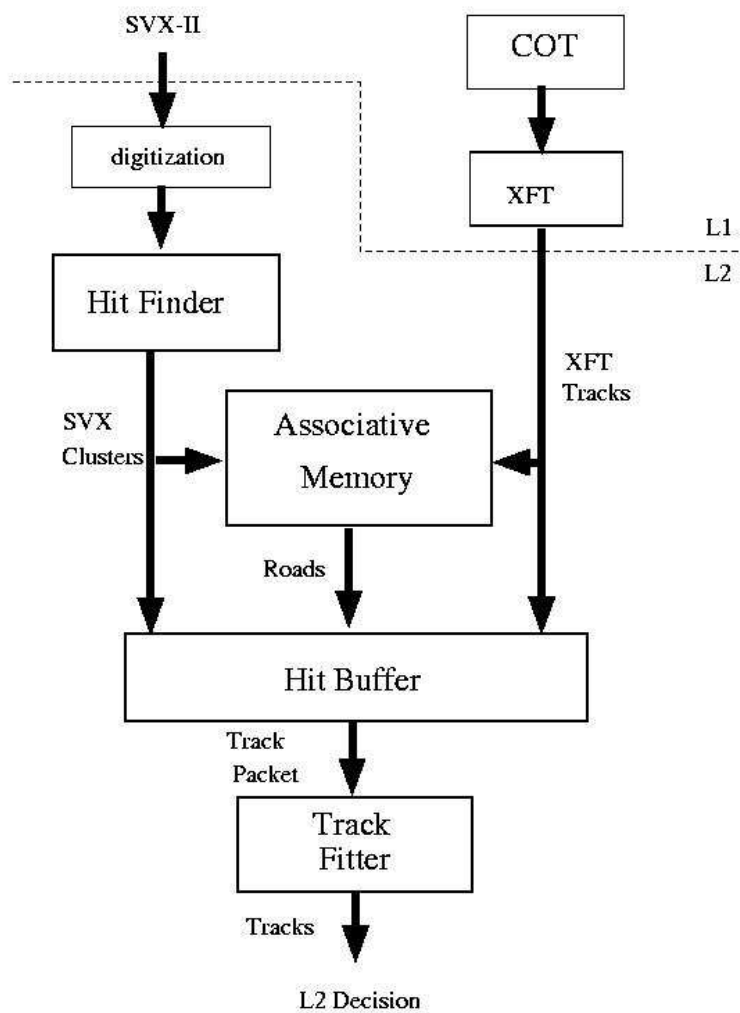 SVX-II
COT
digitization
XFT
L1
L2
Hit Finder
XFT
Tracks
SVX
Clusters
Associative
Memory
Roads
Hit Buffer
Track
Packet
Track
Fitter
Tracks
L2 Decision